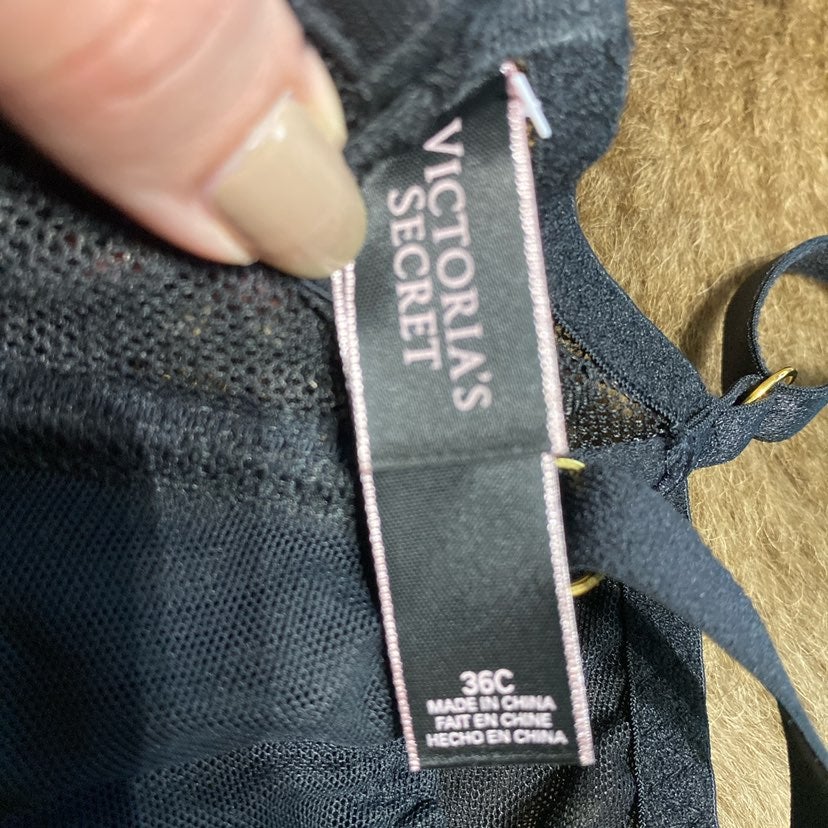 VICTORIA'S
SECRET
36C
MADE IN CHINA
FAIT EN CHINE
HECHO EN CHINA